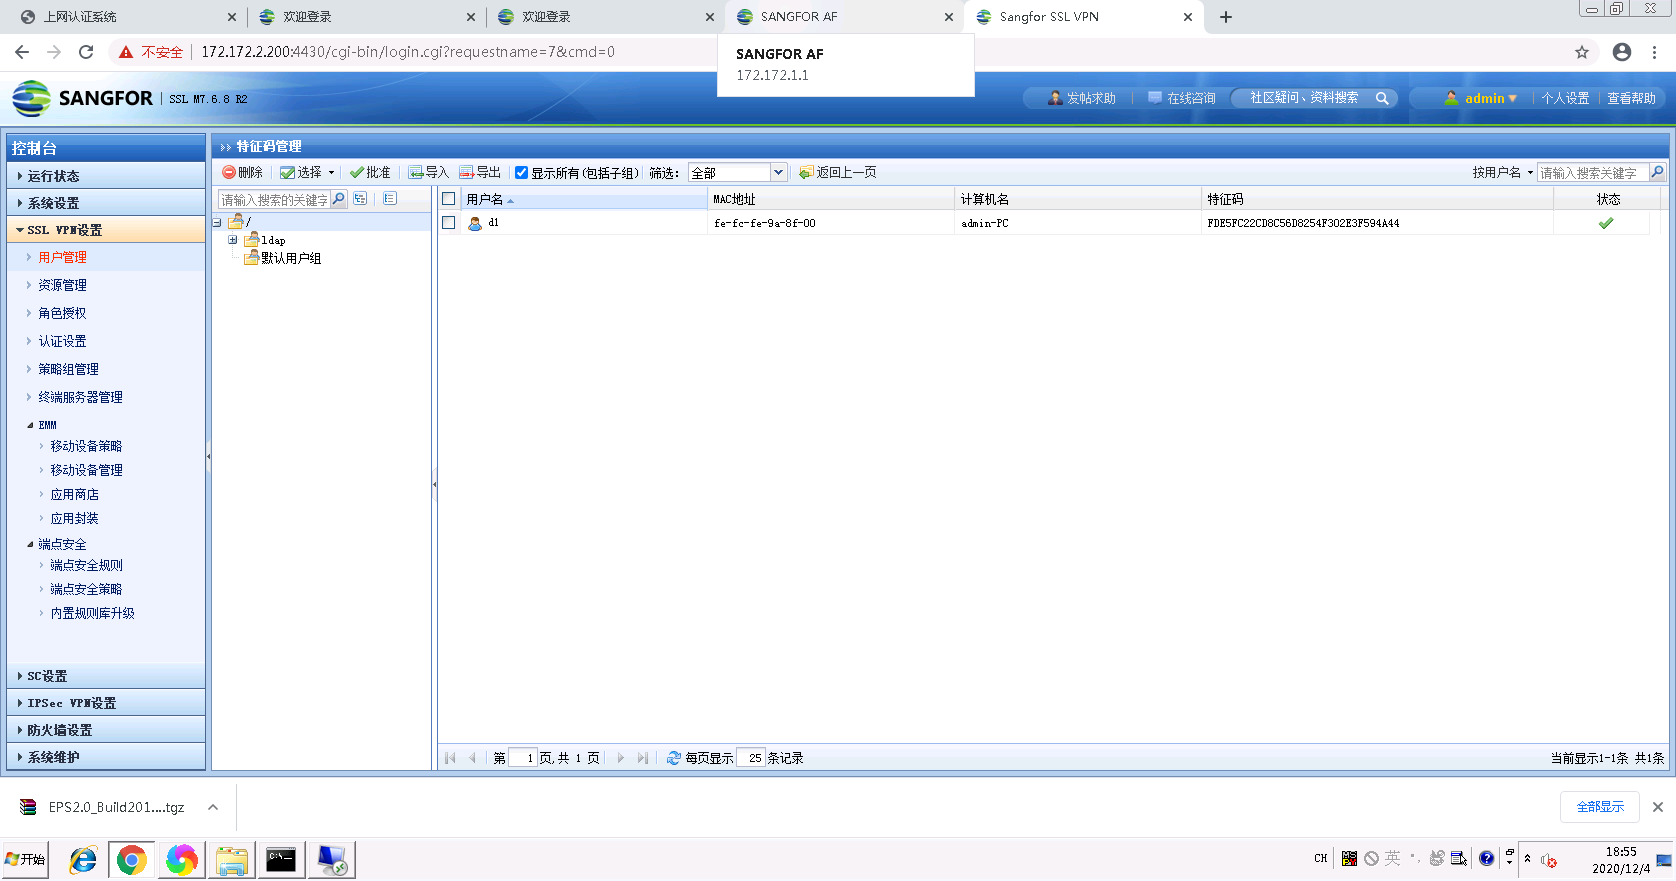 上网认证系统
欢迎登录
欢迎登录
SANGFOR AF
Sangfor SSL VPN
不安全
172.172.2.200:4430/cgi-bin/login.cgi?requestname=7&cmd=0
SANGFOR AF
172.172.1.1
SANGFOR
SSL M7.6.8 R2
发帖求助
在线咨询
社区疑问、资料搜索
admin
个人设置
查看帮助
控制台
运行状态
系统设置
SSL VPN设置
用户管理
资源管理
角色授权
认证设置
策略组管理
终端服务器管理
EMM
移动设备策略
移动设备管理
应用商店
应用封装
端点安全
端点安全规则
端点安全策略
内置规则库升级
SC设置
IPSec VPN设置
防火墙设置
系统维护
特征码管理
删除
选择
批准
导入
导出
显示所有(包括子组)
筛选:
全部
返回上一页
按用户名
请输入搜索关键字
请输入搜索的关键字
/
ldap
默认用户组
用户名 MAC地址 计算机名 特征码 状态
d1 fe-fc-fe-9a-8f-00 admin-PC FDE5FC22CD8C56D8254F302E3F594A44
第 1 页,共 1 页
每页显示 25 条记录
当前显示1-1条 共1条
EPS2.0_Build201....tgz
全部显示
开始
CH
英
18:55
2020/12/4